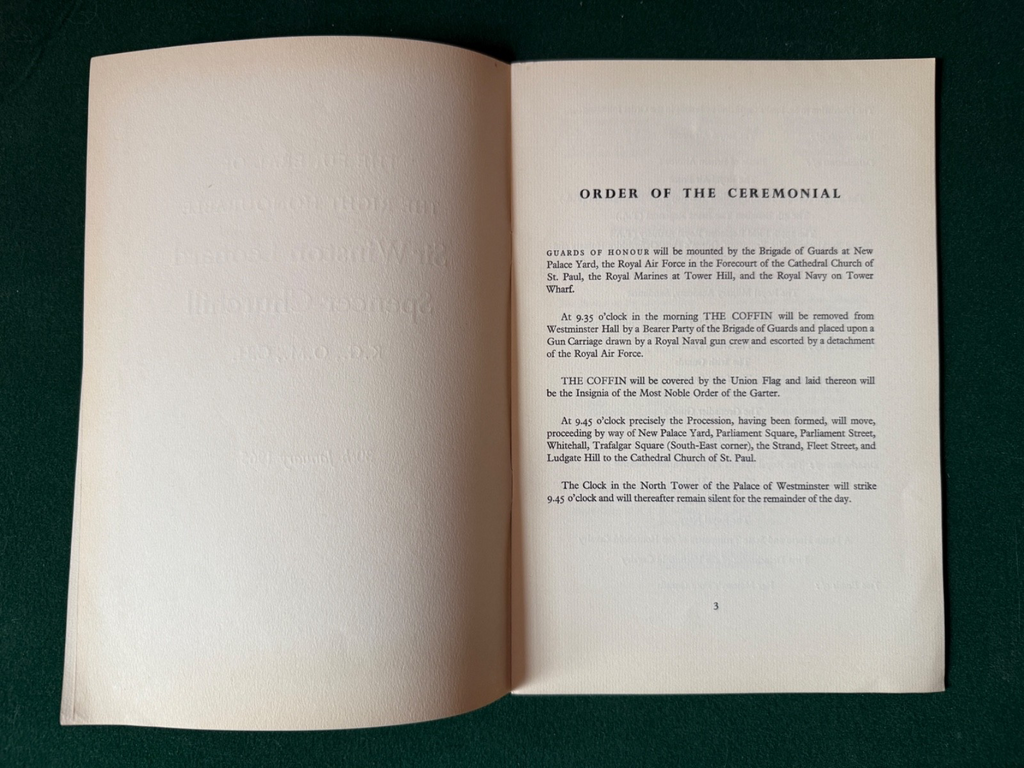 ORDER OF THE CEREMONIAL
GUARDS OF HONOUR will be mounted by the Brigade of Guards at New
Palace Yard, the Royal Air Force in the Forecourt of the Cathedral Church of
St. Paul, the Royal Marines at Tower Hill, and the Royal Navy on Tower
Wharf.
At 9.35 o'clock in the morning THE COFFIN will be removed from
Westminster Hall by a Bearer Party of the Brigade of Guards and placed upon a
Gun Carriage drawn by a Royal Naval gun crew and escorted by a detachment
of the Royal Air Force.
THE COFFIN will be covered by the Union Flag and laid thereon will
be the Insignia of the Most Noble Order of the Garter.
At 9.45 o'clock precisely the Procession, having been formed, will move,
proceeding by way of New Palace Yard, Parliament Square, Parliament Street,
Whitehall, Trafalgar Square (South-East corner), the Strand, Fleet Street, and
Ludgate Hill to the Cathedral Church of St. Paul.
The Clock in the North Tower of the Palace of Westminster will strike
9.45 o'clock and will thereafter remain silent for the remainder of the day.
3